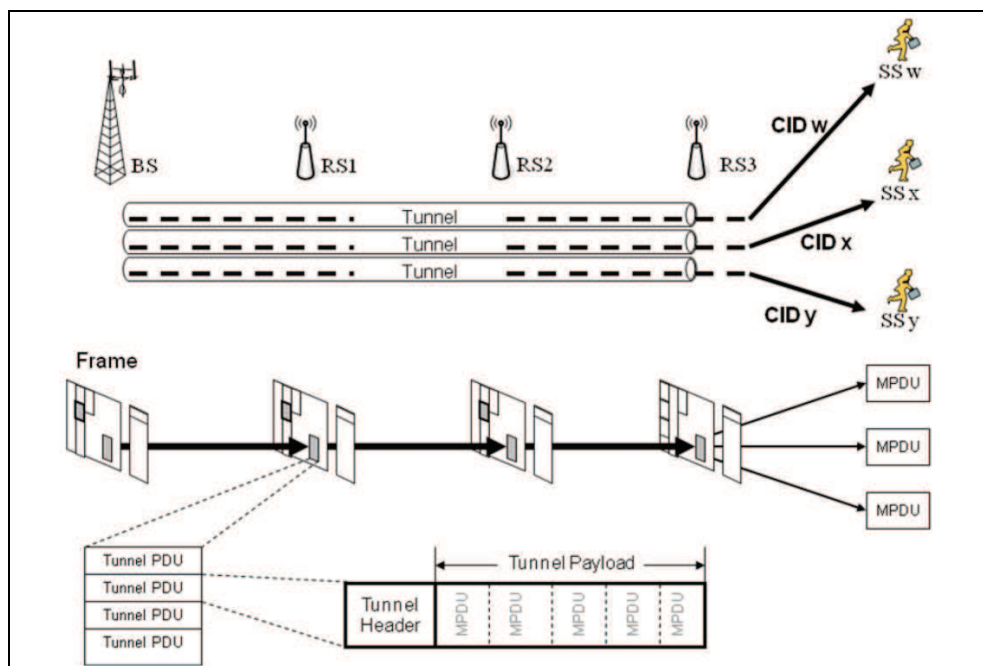 SS w
CID w
BS
RS1
RS2
RS3
SS x
Tunnel
Tunnel
CID x
Tunnel
CID y
SS y
Frame
MPDU
MPDU
MPDU
Tunnel PDU
Tunnel PDU
Tunnel PDU
Tunnel PDU
Tunnel Payload
Tunnel
Header
MPDU
MPDU
MPDU
MPDU
MPDU